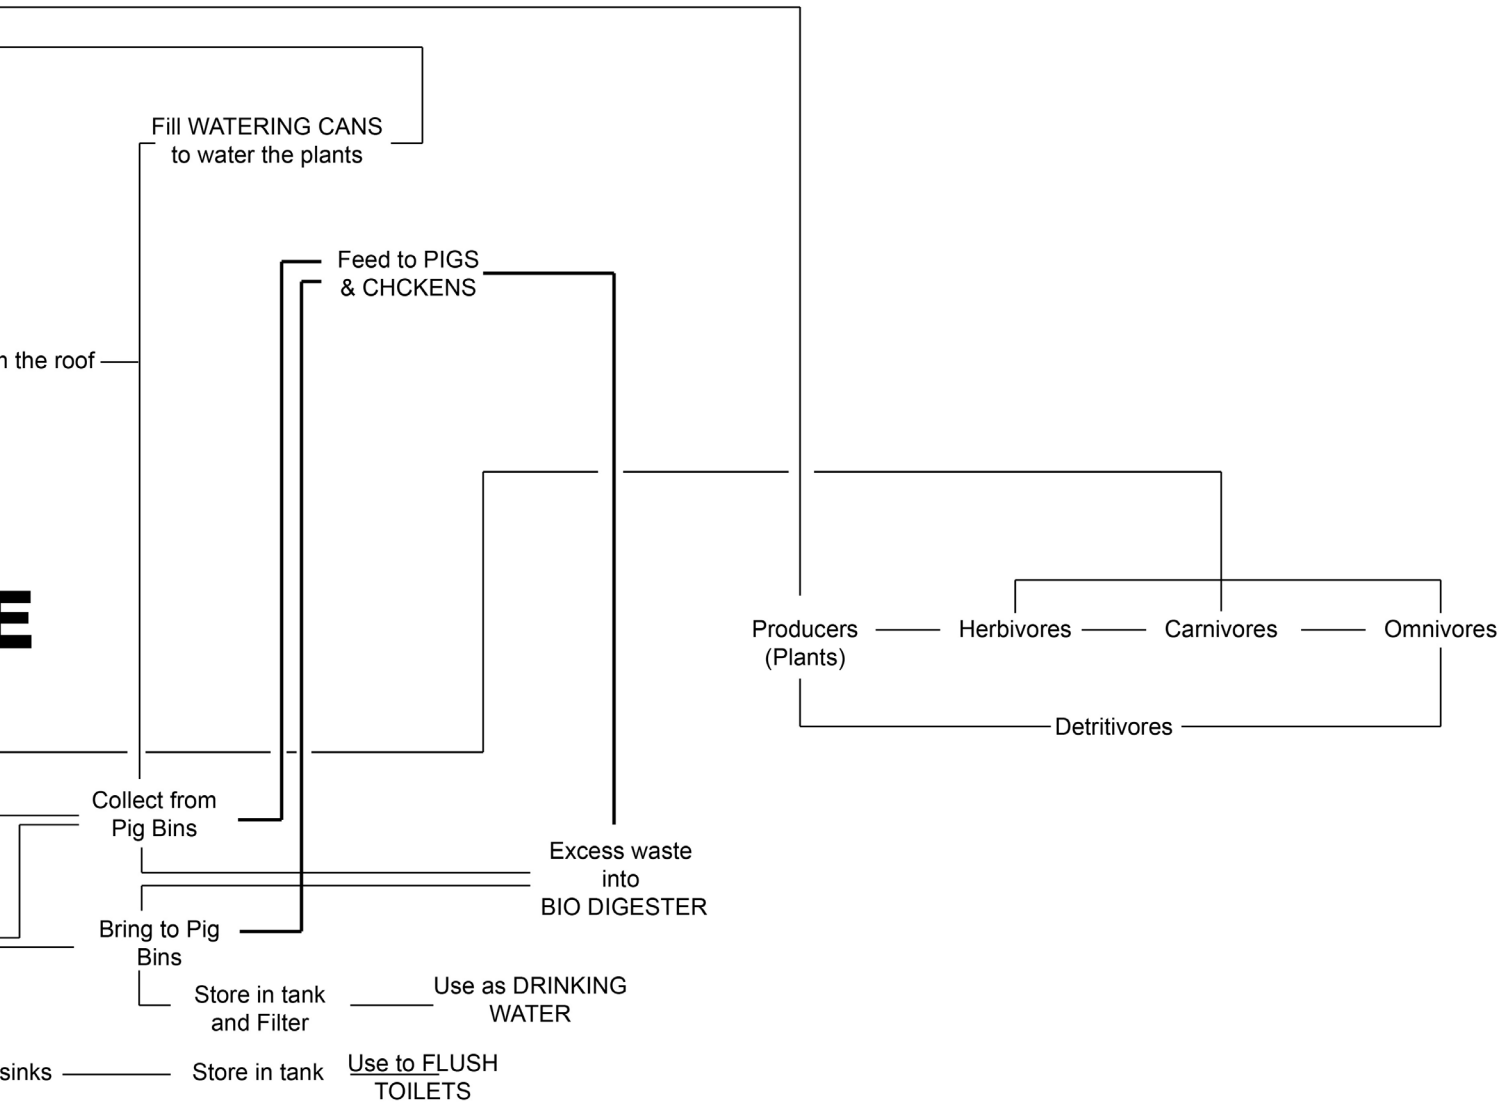 Fill WATERING CANS
to water the plants
Feed to PIGS
& CHCKENS
the roof
E
Producers
(Plants)
Herbivores
Carnivores
Omnivores
Detritivores
Collect from
Pig Bins
Excess waste
into
BIO DIGESTER
Bring to Pig
Bins
Store in tank
and Filter
Use as DRINKING
WATER
sinks
Store in tank
Use to FLUSH
TOILETS